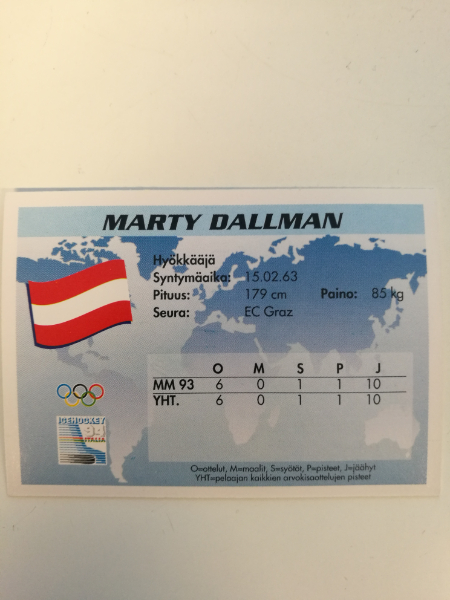 MARTY DALLMAN
Hyökkääjä
Syntymäaika: 15.02.63
Pituus: 179 cm Paino: 85 kg
Seura: EC Graz
O M S P J
MM 93 6 0 1 1 10
YHT. 6 0 1 1 10
ICEHOCKEY
94
ITALIA
O=ottelut, M=maalit, S=syötöt, P=pisteet, J=jäähyt
YHT=pelaajan kaikkien arvokisaottelujen pisteet